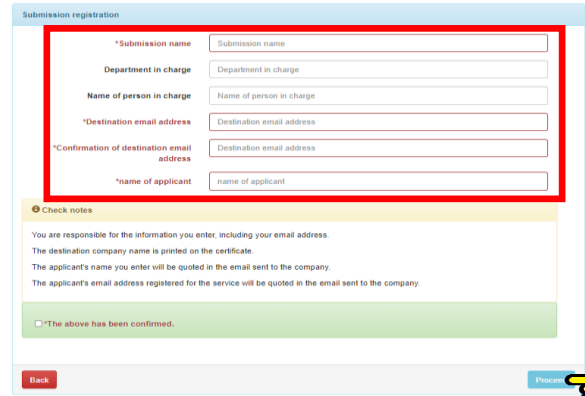 Submission registration
*Submission name
Submission name
Department in charge
Department in charge
Name of person in charge
Name of person in charge
*Destination email address
Destination email address
*Confirmation of destination email
address
Destination email address
*name of applicant
name of applicant
Check notes
You are responsible for the information you enter, including your email address.
The destination company name is printed on the certificate.
The applicant's name you enter will be quoted in the email sent to the company.
The applicant's email address registered for the service will be quoted in the email sent to the company.
*The above has been confirmed.
Back
Proceed